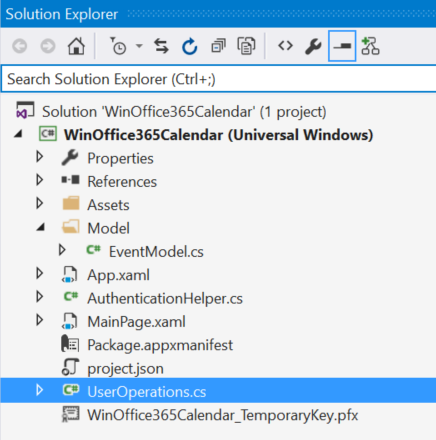 Solution Explorer
Search Solution Explorer (Ctrl+;)
Solution 'WinOffice365Calendar' (1 project)
C# WinOffice365Calendar (Universal Windows)
Properties
References
Assets
Model
C# EventModel.cs
App.xaml
C# AuthenticationHelper.cs
MainPage.xaml
Package.appxmanifest
project.json
C# UserOperations.cs
WinOffice365Calendar_TemporaryKey.pfx